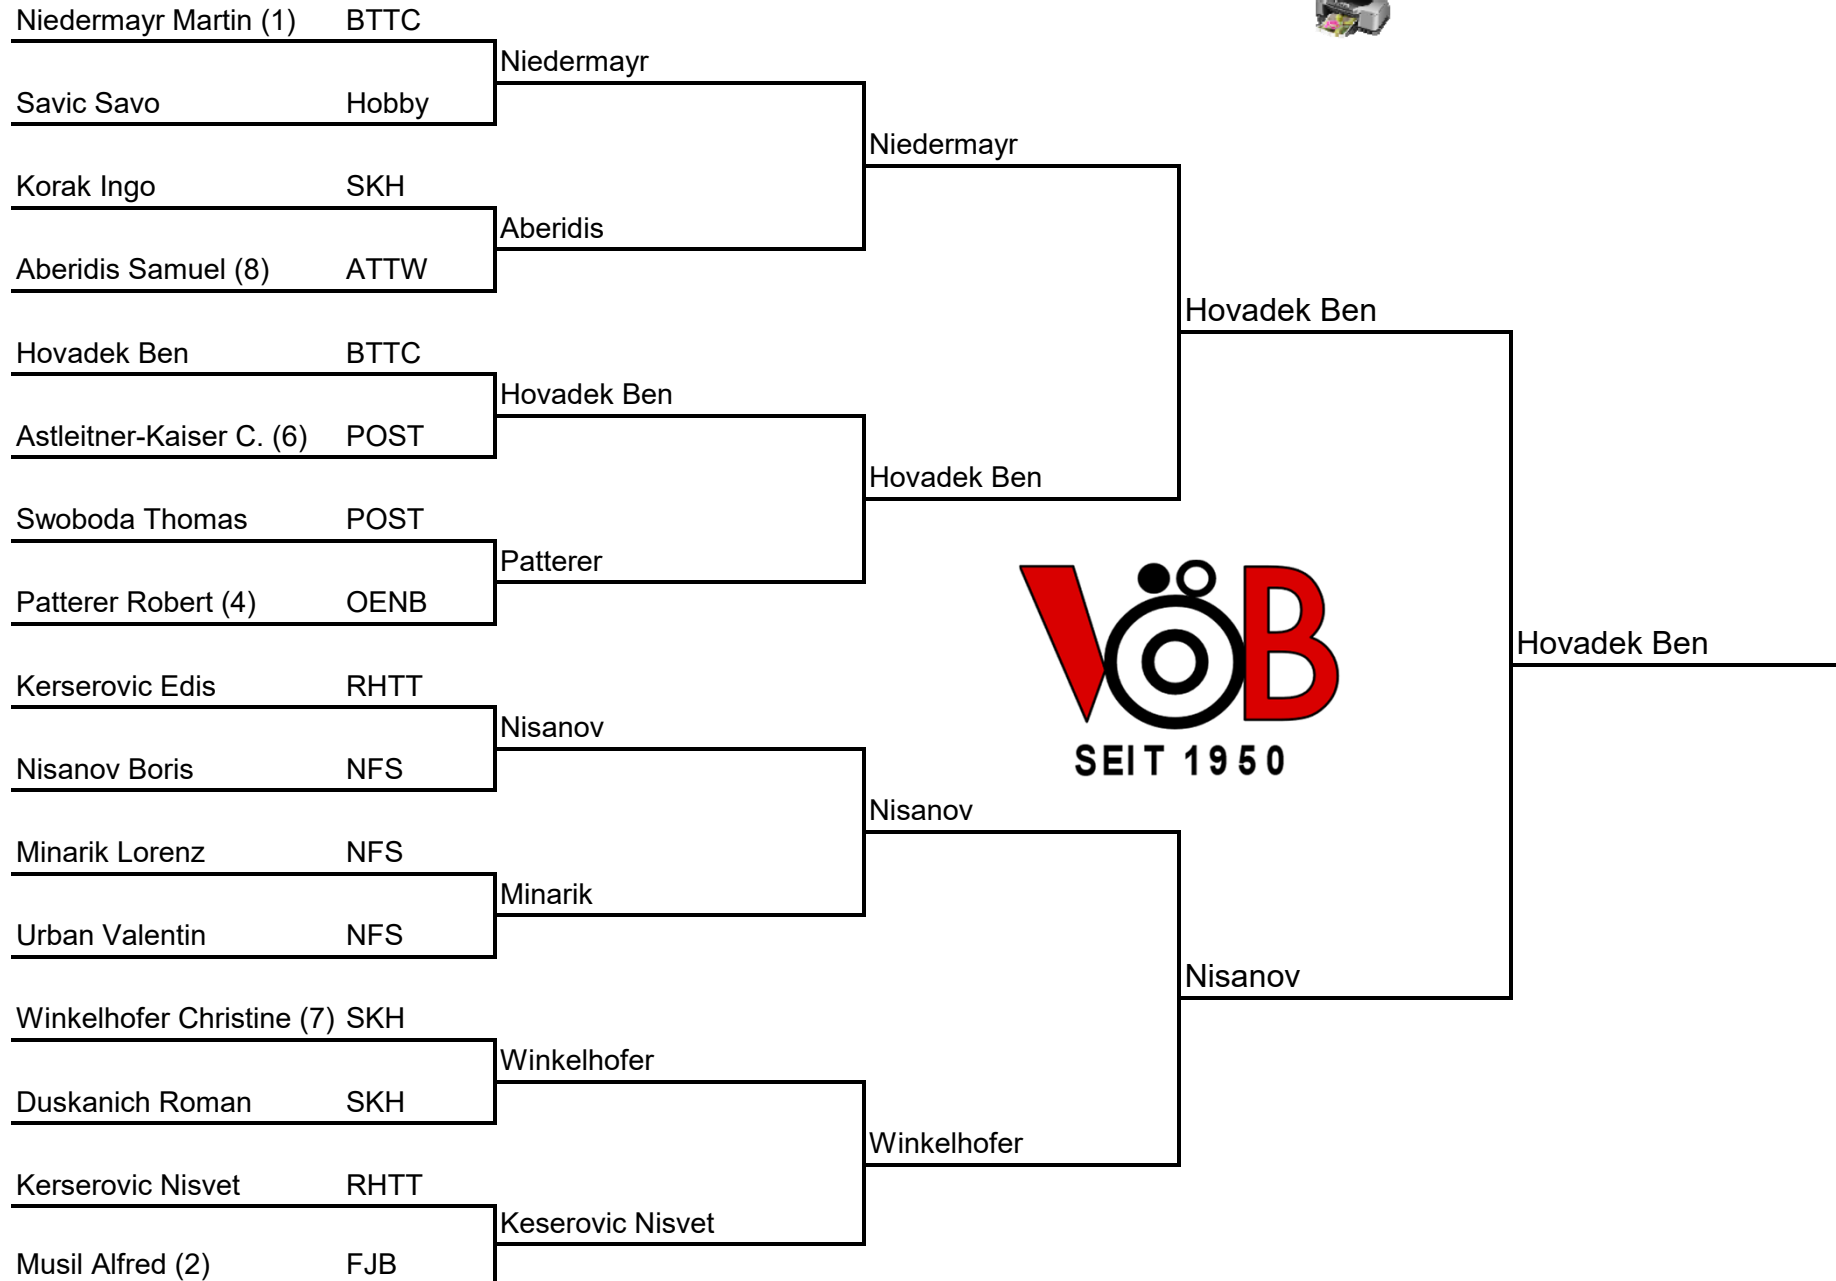 Niedermayr Martin (1) BTTC
Niedermayr
Savic Savo Hobby
Niedermayr
Korak Ingo SKH
Aberidis
Aberidis Samuel (8) ATTW
Hovadek Ben
Hovadek Ben BTTC
Hovadek Ben
Astleitner-Kaiser C. (6) POST
Hovadek Ben
Swoboda Thomas POST
Patterer
Patterer Robert (4) OENB
VÖB
Hovadek Ben
Kerserovic Edis RHTT
Nisanov
Nisanov Boris NFS
SEIT 1950
Nisanov
Minarik Lorenz NFS
Minarik
Urban Valentin NFS
Nisanov
Winkelhofer Christine (7) SKH
Winkelhofer
Duskanich Roman SKH
Winkelhofer
Kerserovic Nisvet RHTT
Keserovic Nisvet
Musil Alfred (2) FJB